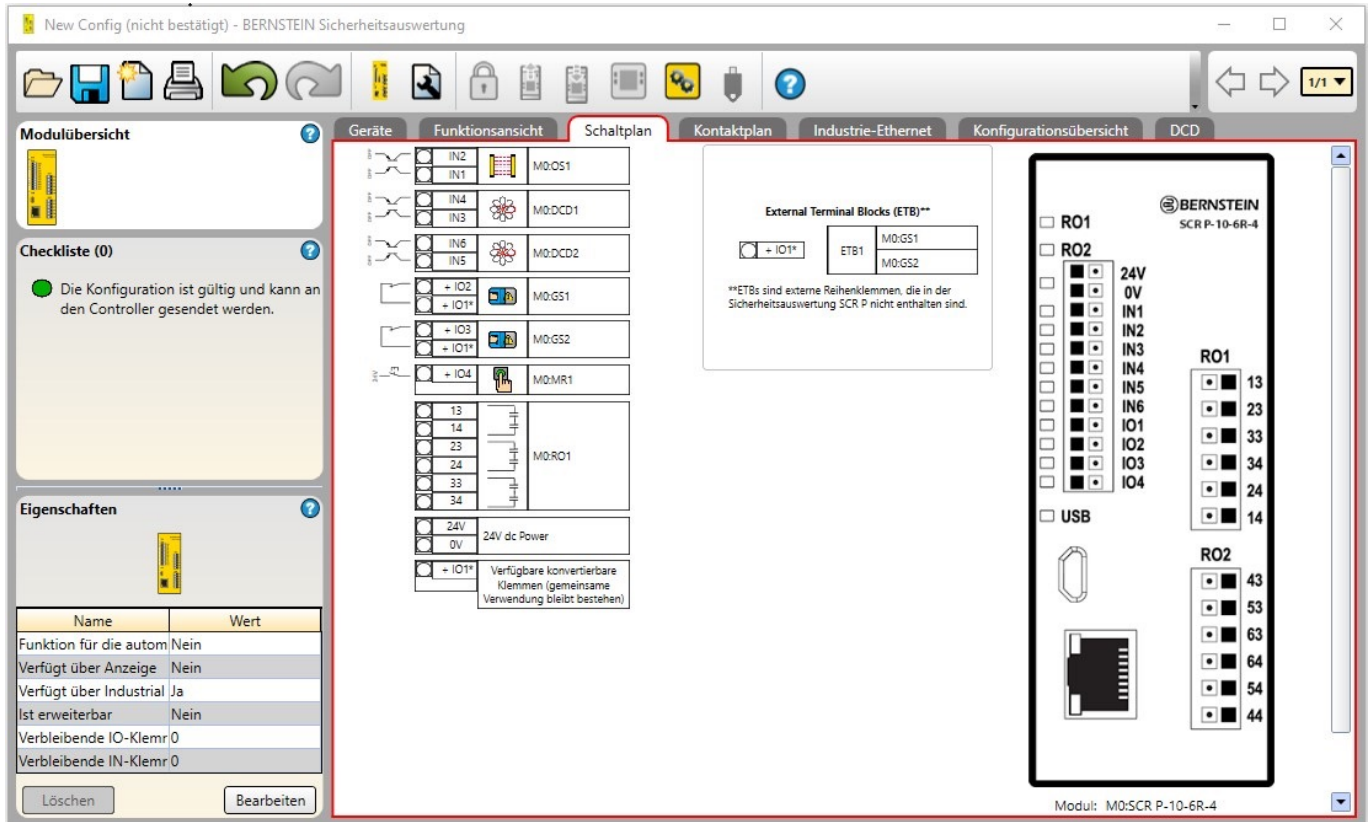 New Config (nicht bestätigt) - BERNSTEIN Sicherheitsauswertung
1/1
Modulübersicht
Checkliste (0)
Die Konfiguration ist gültig und kann an
den Controller gesendet werden.
Eigenschaften
Name Wert
Funktion für die autom Nein
Verfügt über Anzeige Nein
Verfügt über Industrial Ja
Ist erweiterbar Nein
Verbleibende IO-Klemr 0
Verbleibende IN-Klemr 0
Löschen Bearbeiten
Geräte Funktionsansicht Schaltplan Kontaktplan Industrie-Ethernet Konfigurationsübersicht DCD
IN2
IN1
M0:OS1
IN4
IN3
M0:DCD1
IN6
IN5
M0:DCD2
+ IO2
+ IO1*
M0:GS1
+ IO3
+ IO1*
M0:GS2
+ IO4
M0:MR1
13
14
23
24
33
34
M0:RO1
24V
0V
24V dc Power
+ IO1*
Verfügbare konvertierbare
Klemmen (gemeinsame
Verwendung bleibt bestehen)
External Terminal Blocks (ETB)**
+ IO1*
ETB1
M0:GS1
M0:GS2
**ETBs sind externe Reihenklemmen, die in der
Sicherheitsauswertung SCR P nicht enthalten sind.
BERNSTEIN
SCR P-10-6R-4
RO1
RO2
24V
0V
IN1
IN2
IN3
IN4
IN5
IN6
IO1
IO2
IO3
IO4
USB
RO1
13
23
33
34
24
14
RO2
43
53
63
64
54
44
Modul: M0:SCR P-10-6R-4